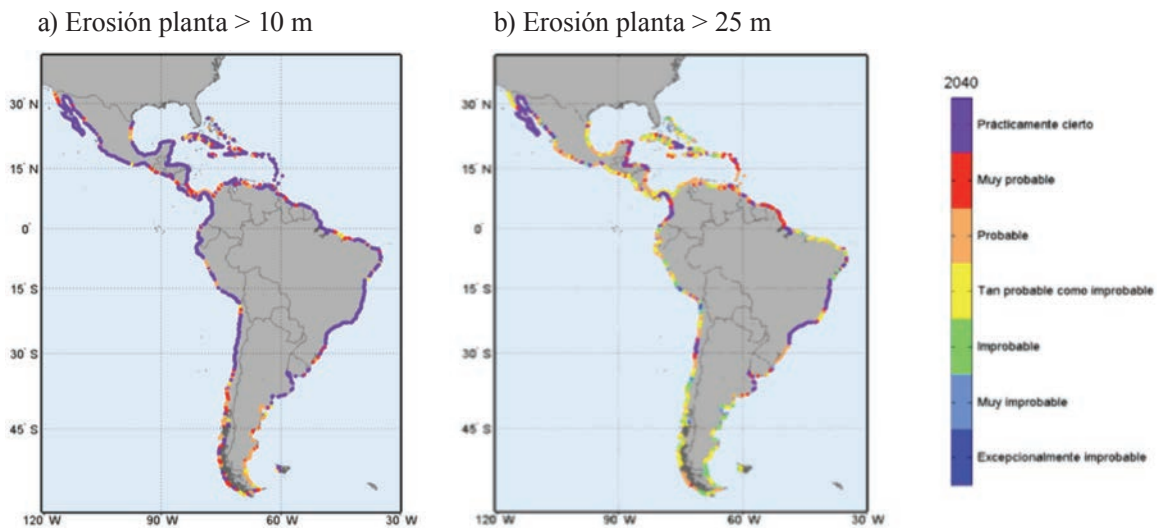 a) Erosión planta > 10 m
b) Erosión planta > 25 m
30° N
15° N
0°
15° S
30° S
45° S
120 W
90 W
60 W
30 W
30° N
15° N
0°
15° S
30° S
45° S
120 W
90 W
60 W
30 W
2040
Prácticamente cierto
Muy probable
Probable
Tan probable como improbable
Improbable
Muy improbable
Excepcionalmente improbable